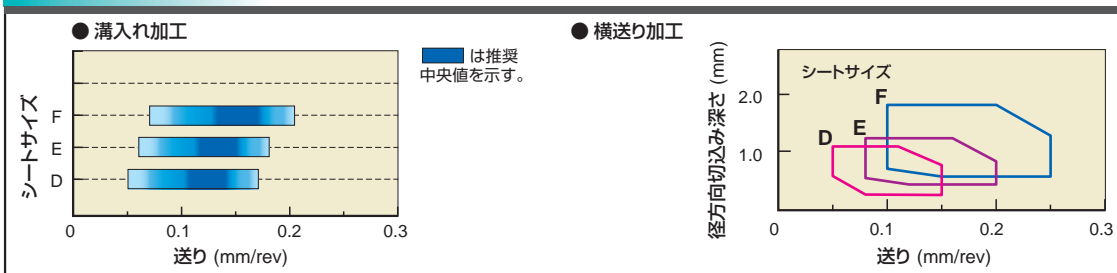 ● 溝入れ加工
は推奨
中央値を示す。
シートサイズ
F
E
D
0
0.1
0.2
0.3
送り (mm/rev)
● 横送り加工
径方向切込み深さ (mm)
シートサイズ
2.0
1.0
F
E
D
0
0.1
0.2
0.3
送り (mm/rev)